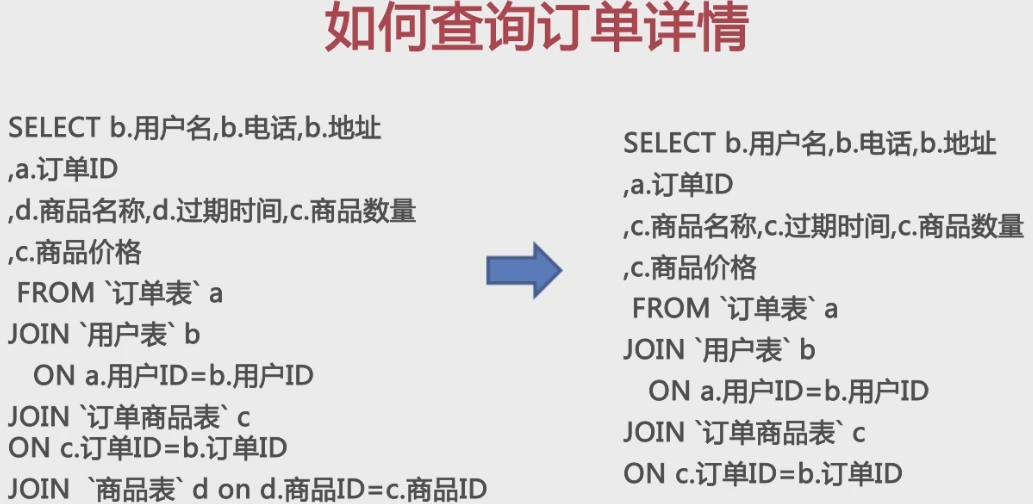 如何查询订单详情
SELECT b.用户名,b.电话,b.地址
,a.订单ID
,d.商品名称,d.过期时间,c.商品数量
,c.商品价格
FROM `订单表` a
JOIN `用户表` b
ON a.用户ID=b.用户ID
JOIN `订单商品表` c
ON c.订单ID=b.订单ID
JOIN `商品表` d on d.商品ID=c.商品ID
SELECT b.用户名,b.电话,b.地址
,a.订单ID
,c.商品名称,c.过期时间,c.商品数量
,c.商品价格
FROM `订单表` a
JOIN `用户表` b
ON a.用户ID=b.用户ID
JOIN `订单商品表` c
ON c.订单ID=b.订单ID